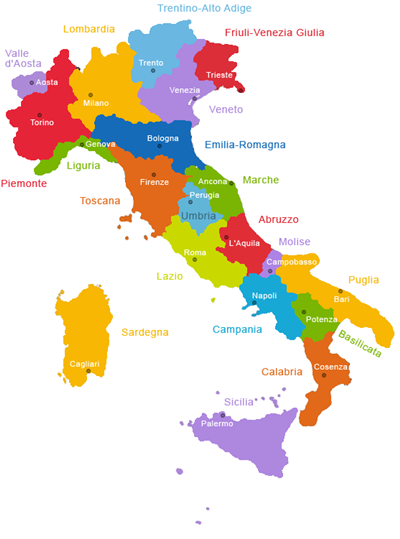 Trentino-Alto Adige
Lombardia
Friuli-Venezia Giulia
Valle
d'Aosta
Trento
Trieste
Aosta
Milano
Venezia
Veneto
Torino
Genova
Bologna
Emilia-Romagna
Liguria
Piemonte
Firenze
Ancona
Marche
Toscana
Perugia
Umbria
Abruzzo
L'Aquila
Molise
Roma
Lazio
Campobasso
Puglia
Napoli
Bari
Potenza
Campania
Basilicata
Sardegna
Cagliari
Calabria
Cosenza
Sicilia
Palermo